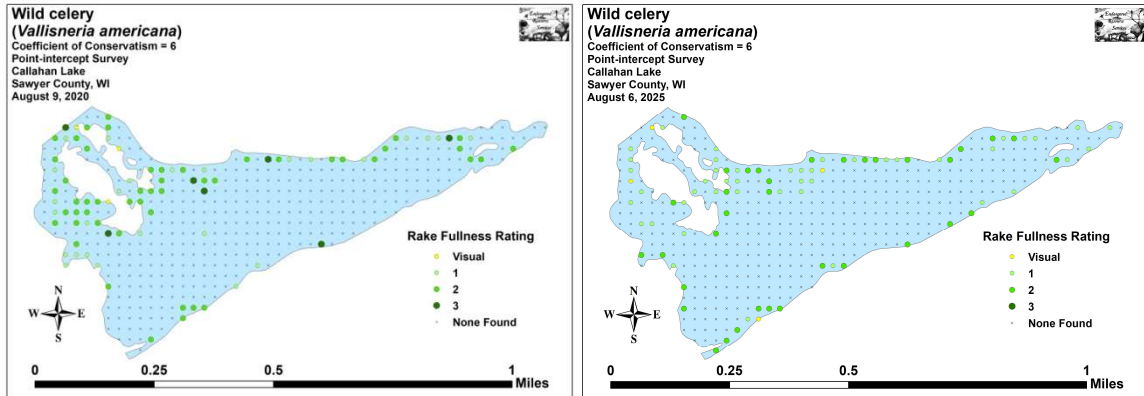 Wild celery
(Vallisneria americana)
Coefficient of Conservatism = 6
Point-intercept Survey
Callahan Lake
Sawyer County, WI
August 9, 2020
Rake Fullness Rating
Visual
1
2
3
None Found
N
W E
S
0 0.25 0.5 1
Miles
Wild celery
(Vallisneria americana)
Coefficient of Conservatism = 6
Point-intercept Survey
Callahan Lake
Sawyer County, WI
August 6, 2025
Rake Fullness Rating
Visual
1
2
3
None Found
N
W E
S
0 0.25 0.5 1
Miles